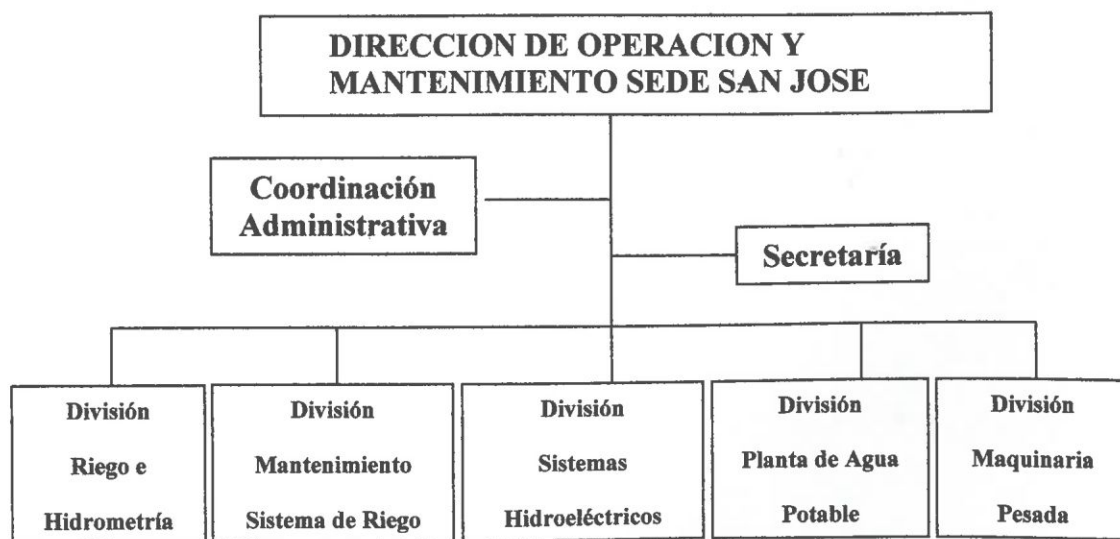 DIRECCION DE OPERACION Y
MANTENIMIENTO SEDE SAN JOSE
Coordinación
Administrativa
Secretaría
División
Riego e
Hidrometría
División
Mantenimiento
Sistema de Riego
División
Sistemas
Hidroeléctricos
División
Planta de Agua
Potable
División
Maquinaria
Pesada